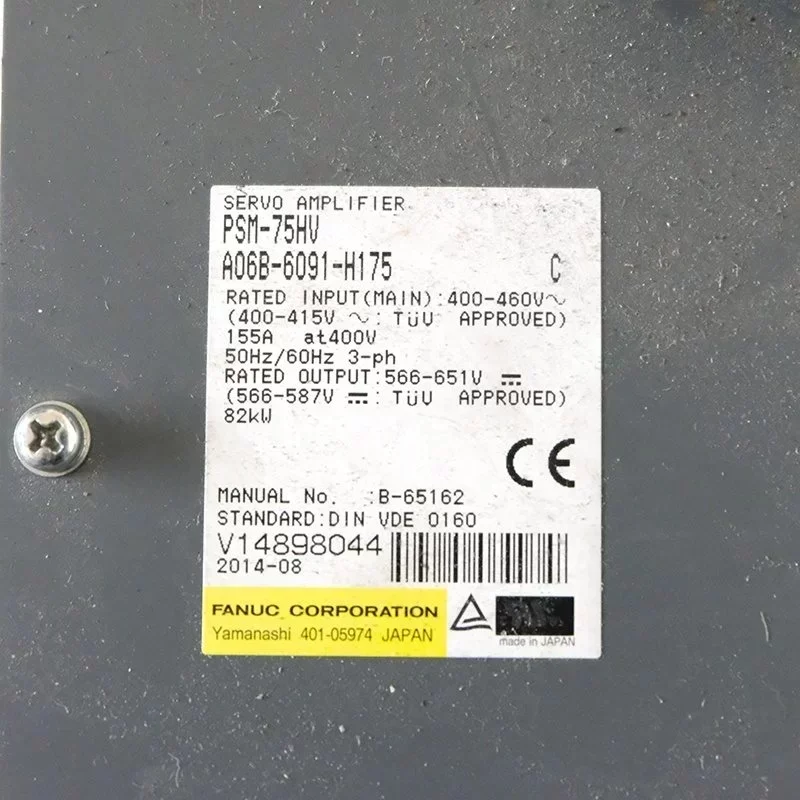 SERVO AMPLIFIER
PSM-75HV
A06B-6091-H175 C
RATED INPUT(MAIN):400-460V～
(400-415V ～: TÜV APPROVED)
155A at400V
50Hz/60Hz 3-ph
RATED OUTPUT:566-651V ⎓
(566-587V ⎓: TÜV APPROVED)
82kW
CE
MANUAL No. :B-65162
STANDARD:DIN VDE 0160
V14898044
2014-08
FANUC CORPORATION
Yamanashi 401-05974 JAPAN
made in JAPAN